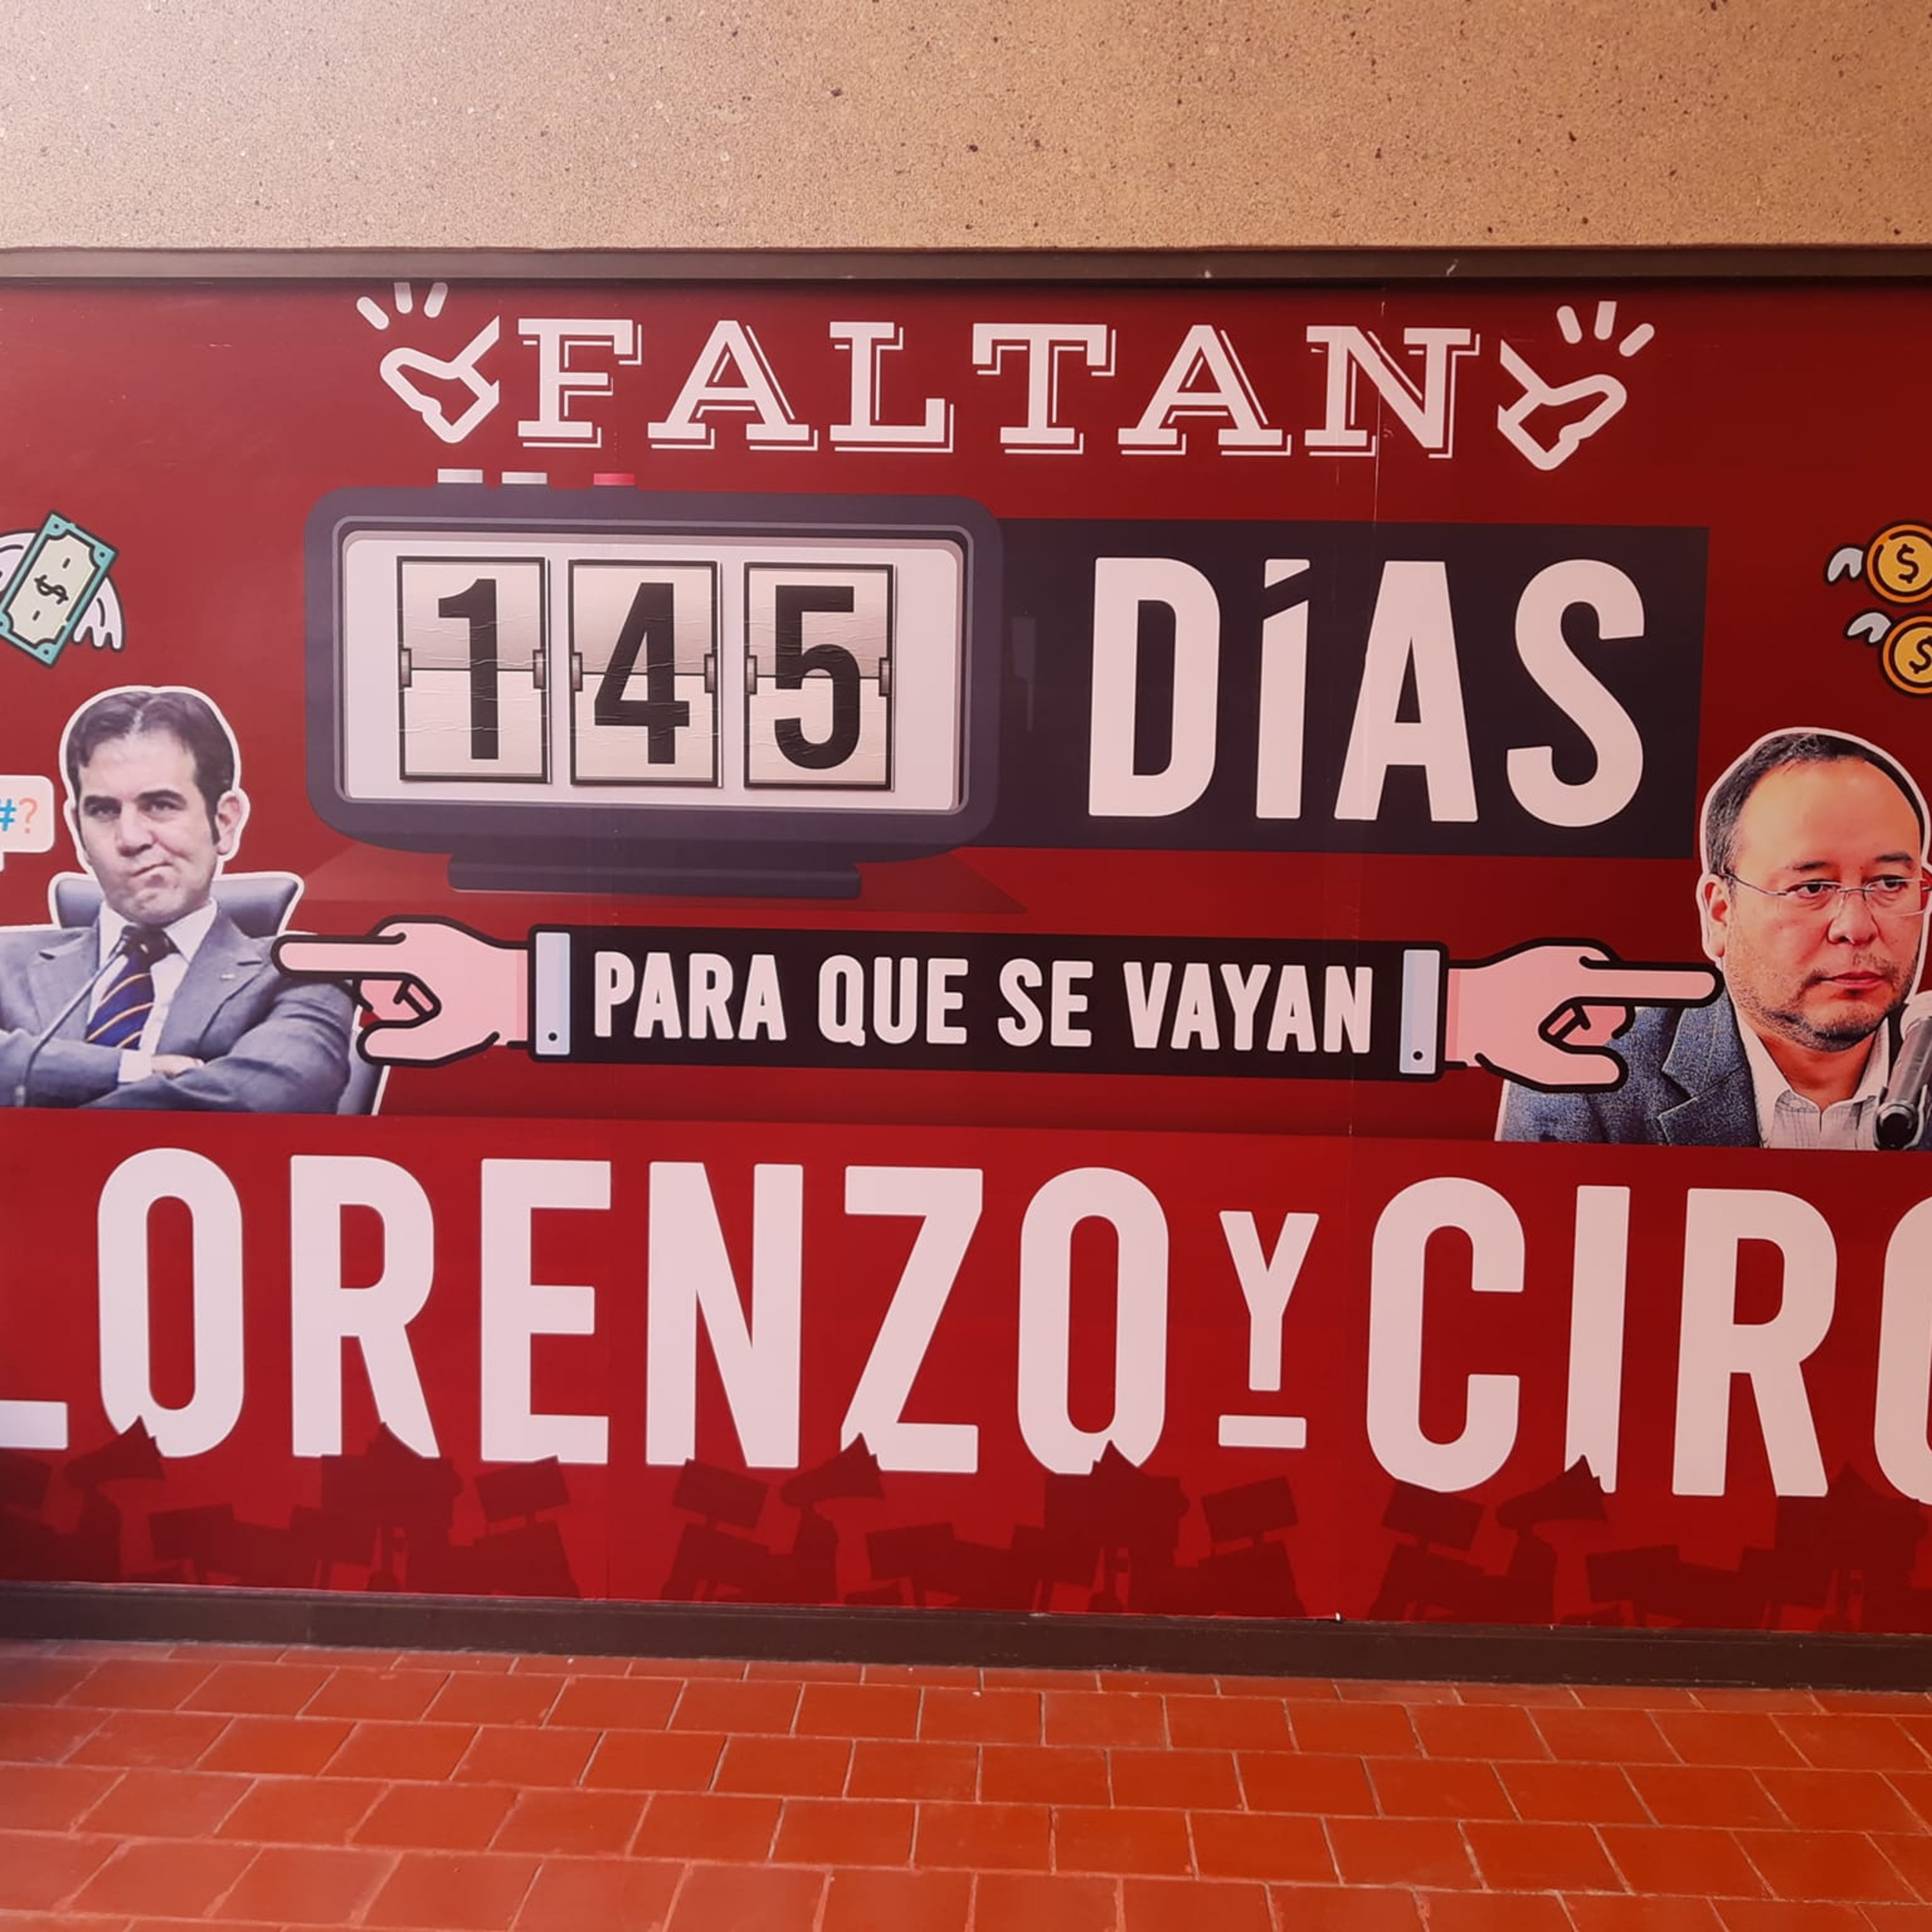 FALTAN
145 DÍAS
#?
PARA QUE SE VAYAN
LORENZO Y CIRO